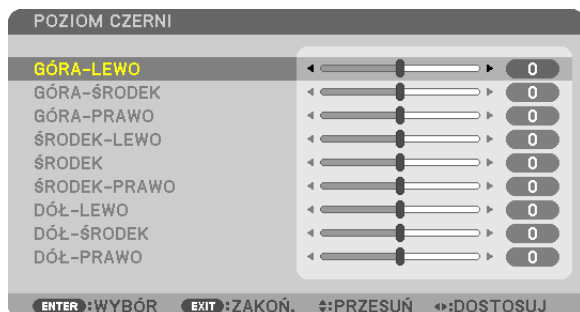 POZIOM CZERNI
GÓRA-LEWO 0
GÓRA-ŚRODEK 0
GÓRA-PRAWO 0
ŚRODEK-LEWO 0
ŚRODEK 0
ŚRODEK-PRAWO 0
DÓŁ-LEWO 0
DÓŁ-ŚRODEK 0
DÓŁ-PRAWO 0
ENTER:WYBÓR EXIT:ZAKOŃ. :PRZESUŃ :DOSTOSUJ